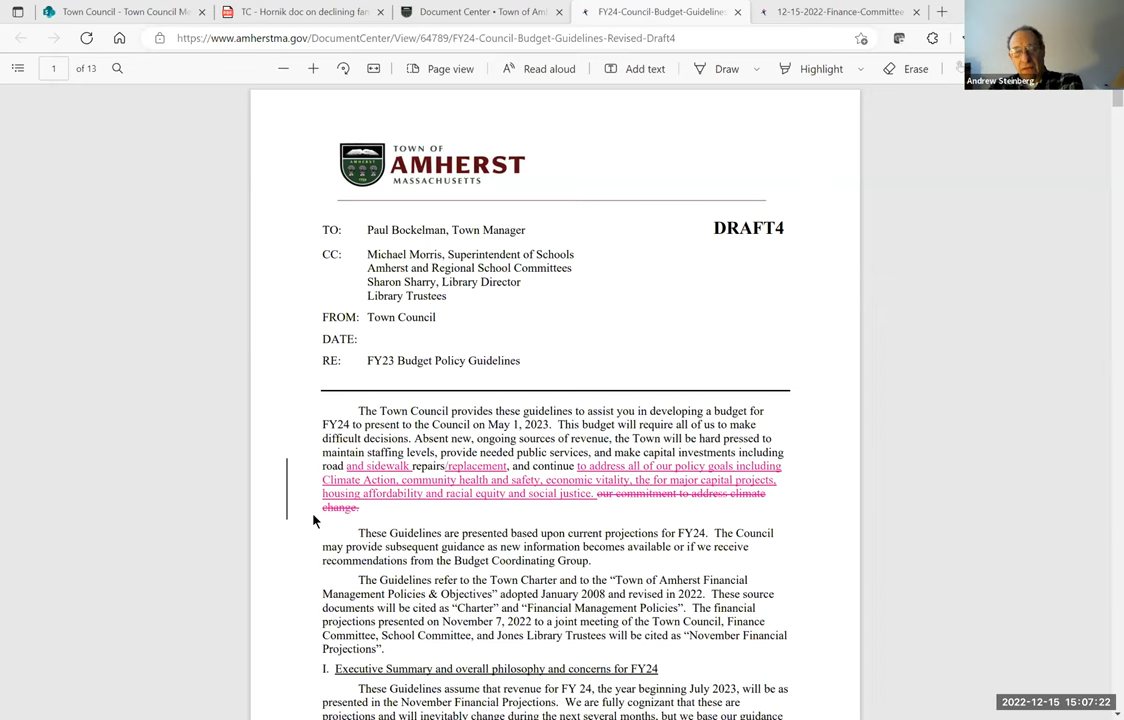 Town Council - Town Council M
TC - Hornik doc on declining fan
Document Center • Town of Am
FY24-Council-Budget-Guideline
12-15-2022-Finance-Committee
https://www.amherstma.gov/DocumentCenter/View/64789/FY24-Council-Budget-Guidelines-Revised-Draft4
1 of 13
Page view
Read aloud
Add text
Draw
Highlight
Erase
Andrew Steinberg
TOWN OF
AMHERST
MASSACHUSETTS
DRAFT4
TO: Paul Bockelman, Town Manager
CC: Michael Morris, Superintendent of Schools
Amherst and Regional School Committees
Sharon Sharry, Library Director
Library Trustees
FROM: Town Council
DATE:
RE: FY23 Budget Policy Guidelines
The Town Council provides these guidelines to assist you in developing a budget for
FY24 to present to the Council on May 1, 2023. This budget will require all of us to make
difficult decisions. Absent new, ongoing sources of revenue, the Town will be hard pressed to
maintain staffing levels, provide needed public services, and make capital investments including
road and sidewalk repairs/replacement, and continue to address all of our policy goals including
Climate Action, community health and safety, economic vitality, the for major capital projects,
housing affordability and racial equity and social justice. our commitment to address climate
change.
These Guidelines are presented based upon current projections for FY24. The Council
may provide subsequent guidance as new information becomes available or if we receive
recommendations from the Budget Coordinating Group.
The Guidelines refer to the Town Charter and to the “Town of Amherst Financial
Management Policies & Objectives” adopted January 2008 and revised in 2022. These source
documents will be cited as “Charter” and “Financial Management Policies”. The financial
projections presented on November 7, 2022 to a joint meeting of the Town Council, Finance
Committee, School Committee, and Jones Library Trustees will be cited as “November Financial
Projections”.
I. Executive Summary and overall philosophy and concerns for FY24
These Guidelines assume that revenue for FY 24, the year beginning July 2023, will be as
presented in the November Financial Projections. We are fully cognizant that these are
projections and will inevitably change during the next several months, but we base our guidance
2022-12-15 15:07:22